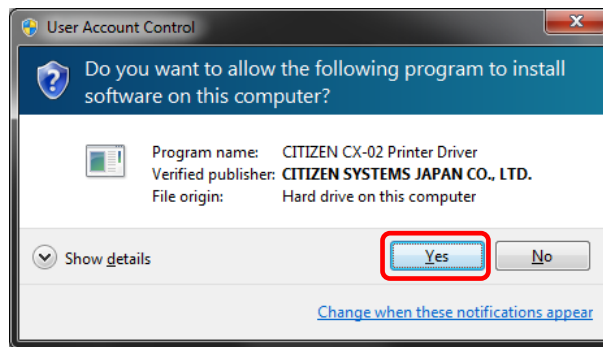 User Account Control
Do you want to allow the following program to install
software on this computer?
Program name: CITIZEN CX-02 Printer Driver
Verified publisher: CITIZEN SYSTEMS JAPAN CO., LTD.
File origin: Hard drive on this computer
Show details
Yes
No
Change when these notifications appear